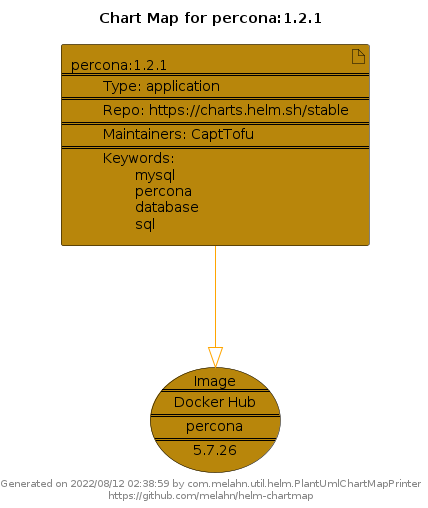 Chart Map for percona:1.2.1
percona:1.2.1
Type: application
Repo: https://charts.helm.sh/stable
Maintainers: CaptTofu
Keywords:
mysql
percona
database
sql
Image
Docker Hub
percona
5.7.26
Generated on 2022/08/12 02:38:59 by com.melahn.util.helm.PlantUmlChartMapPrinter
https://github.com/melahn/helm-chartmap